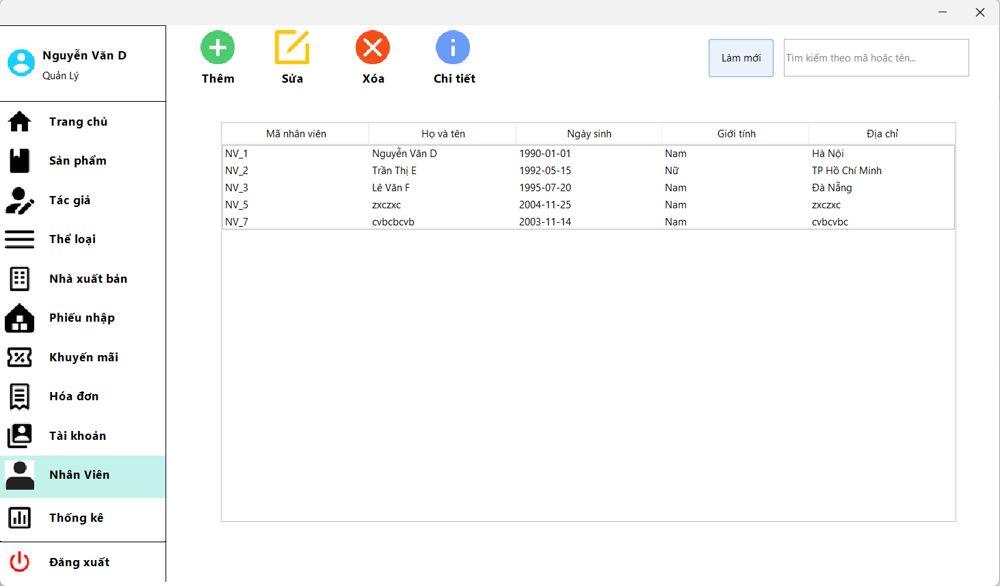 Nguyễn Văn D
Quản Lý
Trang chủ
Sản phẩm
Tác giả
Thể loại
Nhà xuất bản
Phiếu nhập
Khuyến mãi
Hóa đơn
Tài khoản
Nhân Viên
Thống kê
Đăng xuất
Thêm Sửa Xóa Chi tiết
Làm mới Tìm kiếm theo mã hoặc tên...
Mã nhân viên Họ và tên Ngày sinh Giới tính Địa chỉ
NV_1 Nguyễn Văn D 1990-01-01 Nam Hà Nội
NV_2 Trần Thị E 1992-05-15 Nữ TP Hồ Chí Minh
NV_3 Lê Văn F 1995-07-20 Nam Đà Nẵng
NV_5 zxczxc 2004-11-25 Nam zxczxc
NV_7 cvbcbcvb 2003-11-14 Nam cvbcvbc